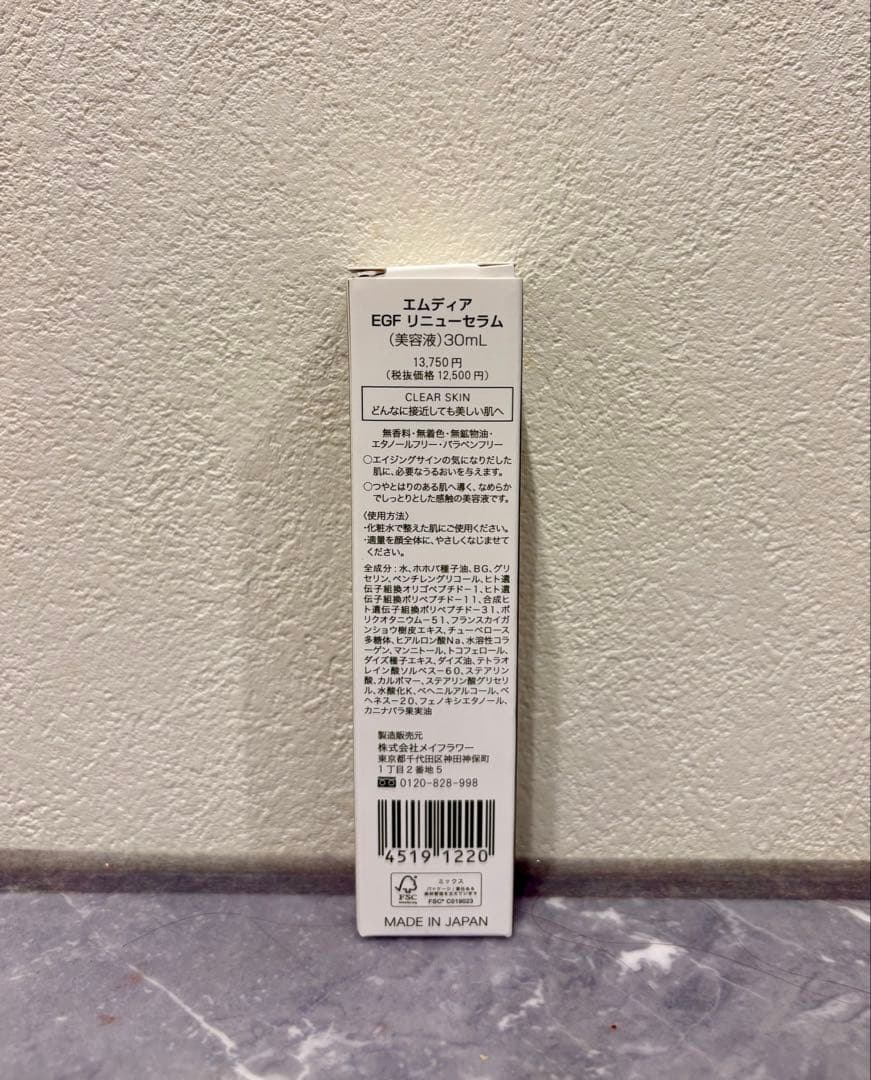 エムディア
EGF リニューセラム
(美容液)30mL
13,750円
(税抜価格 12,500円)
CLEAR SKIN
どんなに接近しても美しい肌へ
無香料・無着色・無鉱物油・
エタノールフリー・パラベンフリー
○エイジングサインの気になりだした
肌に、必要なうるおいを与えます。
○つやとはりのある肌へ導く、なめらか
でしっとりとした感触の美容液です。
〈使用方法〉
・化粧水で整えた肌にご使用ください。
・適量を顔全体に、やさしくなじませて
ください。
全成分:水、ホホバ種子油、BG、グリ
セリン、ペンチレングリコール、ヒト遺
伝子組換オリゴペプチド-1、ヒト遺
伝子組換ポリペプチド-11、合成ヒ
ト遺伝子組換ポリペプチド-31、ポ
リクオタニウム-51、フランスカイガ
ンショウ樹皮エキス、チューベロース
多糖体、ヒアルロン酸Na、水溶性コラ
ーゲン、マンニトール、トコフェロール、
ダイズ種子エキス、ダイズ油、テトラオ
レイン酸ソルベス-60、ステアリン
酸、カルボマー、ステアリン酸グリセリ
ル、水酸化K、ベヘニルアルコール、ベ
ヘネス-20、フェノキシエタノール、
カニナバラ果実油
製造販売元
株式会社メイフラワー
東京都千代田区神田神保町
1丁目2番地5
0120-828-998
4519 1220
FSC
ミックス
FSC® C019023
MADE IN JAPAN